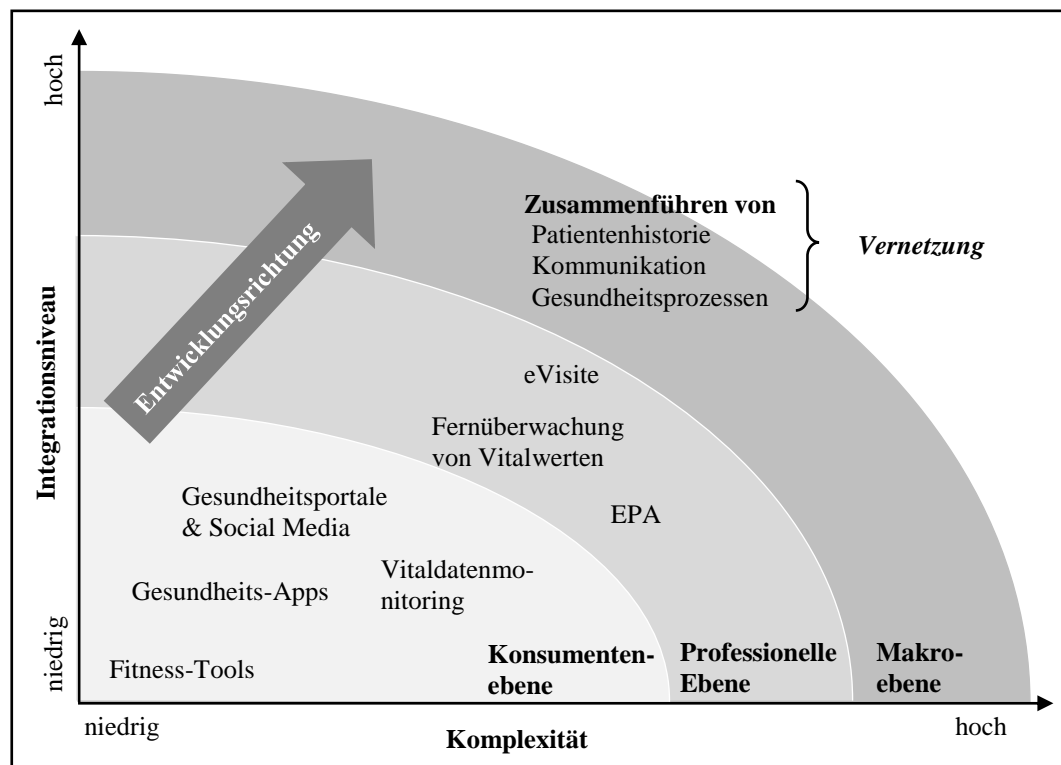 hoch
Integrationsniveau
niedrig
Entwicklungsrichtung
Zusammenführen von
Patientenhistorie
Kommunikation
Gesundheitsprozessen
Vernetzung
eVisite
Fernüberwachung
von Vitalwerten
EPA
Gesundheitsportale
& Social Media
Vitaldatenmo-
nitoring
Gesundheits-Apps
Fitness-Tools
Konsumenten-
ebene
Professionelle
Ebene
Makro-
ebene
niedrig
Komplexität
hoch